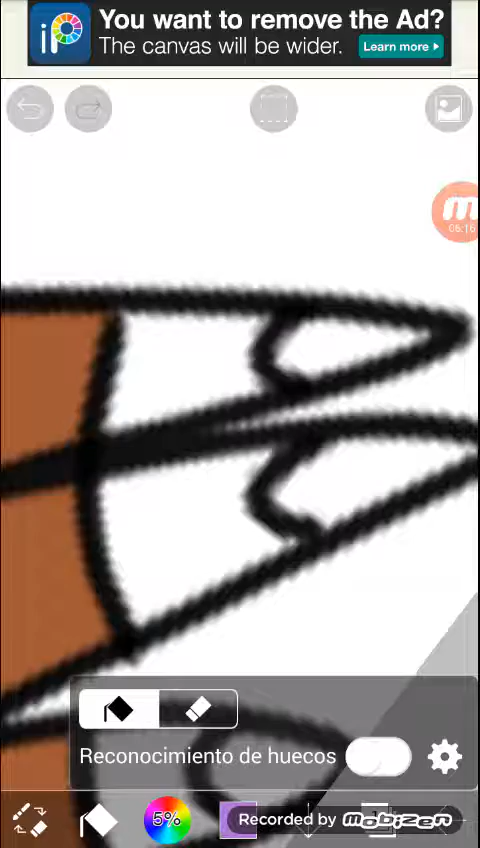 You want to remove the Ad?
The canvas will be wider.
Learn more
iP
m
06:16
Reconocimiento de huecos
5%
Recorded by mobizen